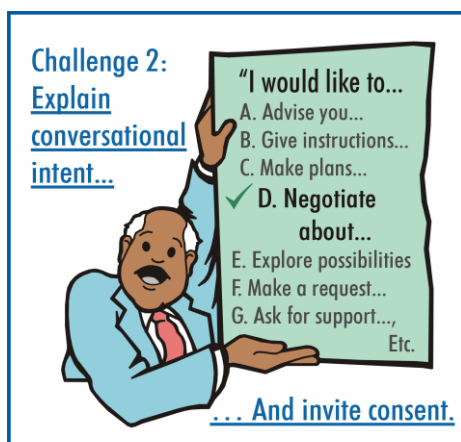 Challenge 2:
Explain
conversational
intent...
“I would like to...
A. Advise you...
B. Give instructions...
C. Make plans...
✓ D. Negotiate
about...
E. Explore possibilities
F. Make a request...
G. Ask for support...,
Etc.
... And invite consent.